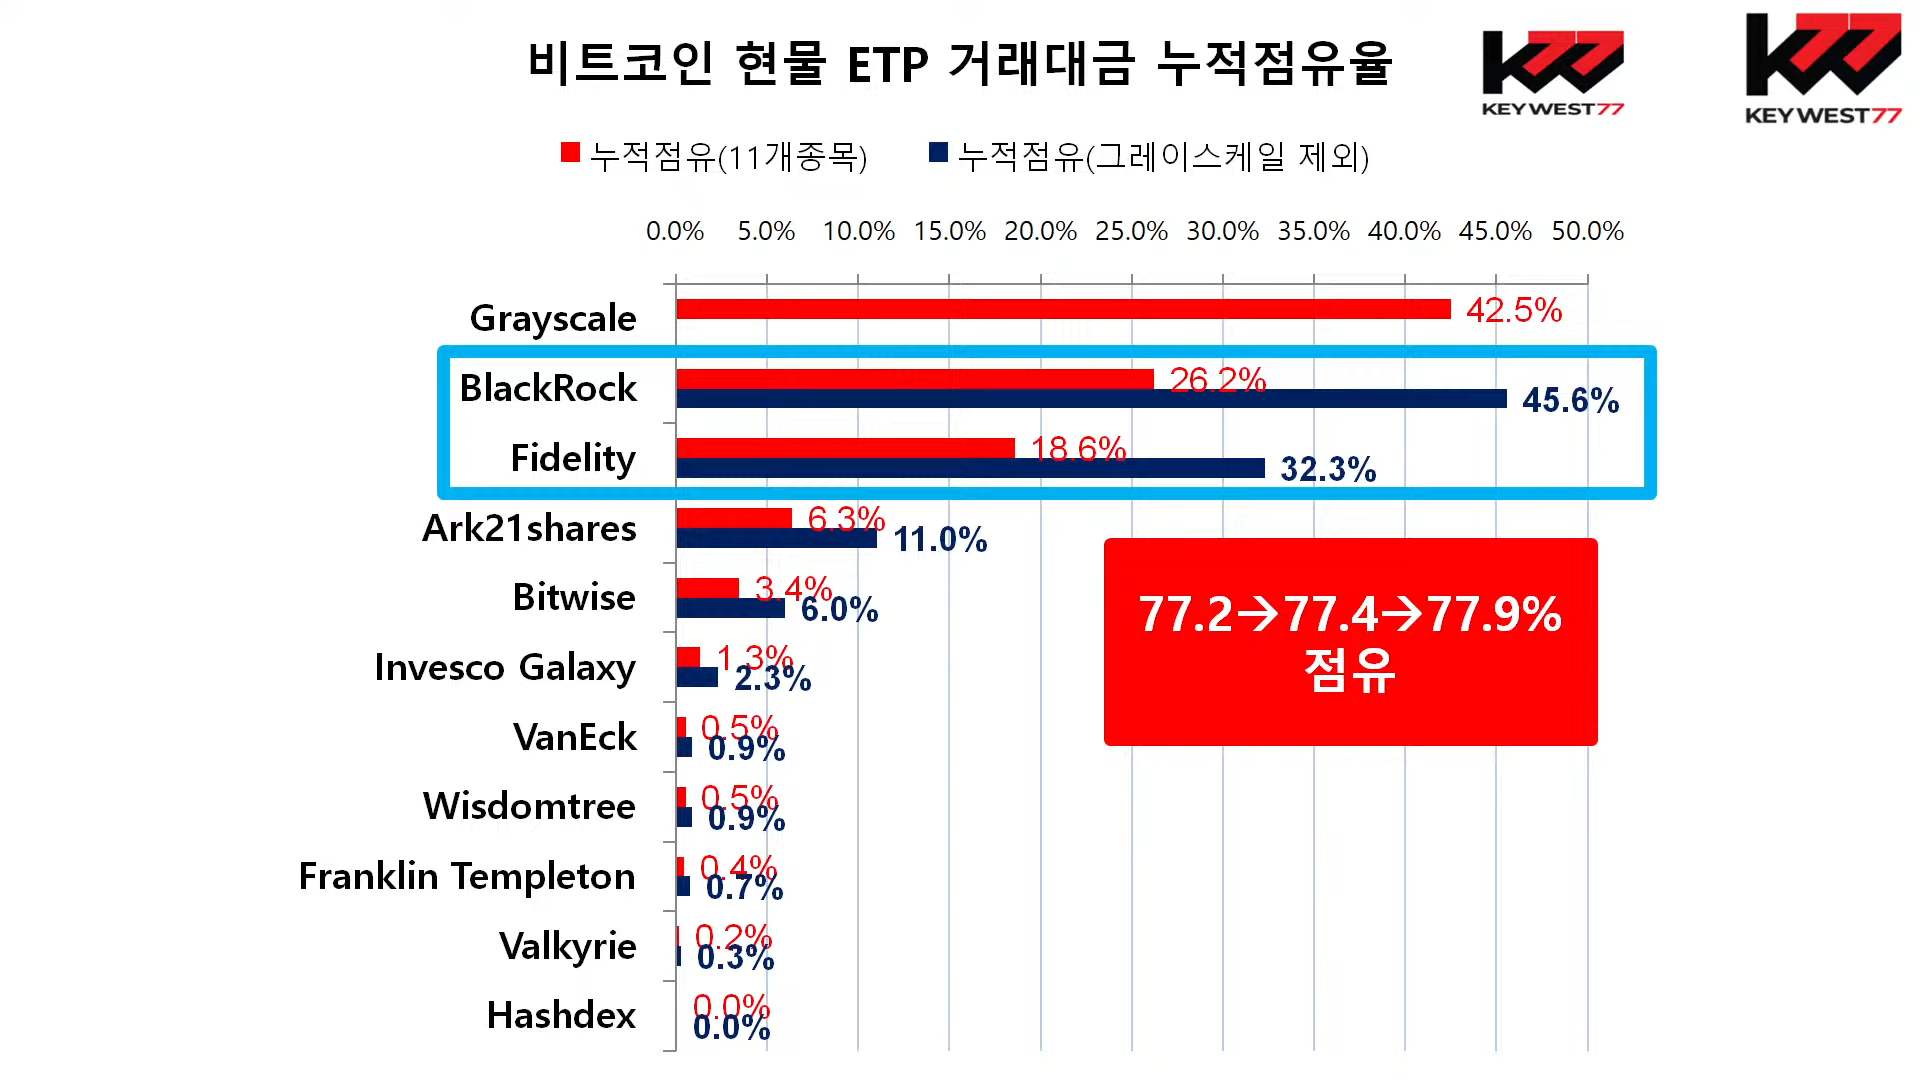 비트코인 현물 ETP 거래대금 누적점유율
KEYWEST77
KEYWEST77
누적점유(11개종목) 누적점유(그레이스케일 제외)
0.0% 5.0% 10.0% 15.0% 20.0% 25.0% 30.0% 35.0% 40.0% 45.0% 50.0%
Grayscale 42.5%
BlackRock 26.2% 45.6%
Fidelity 18.6% 32.3%
Ark21shares 6.3% 11.0%
Bitwise 3.4% 6.0%
Invesco Galaxy 1.3% 2.3%
VanEck 0.5% 0.9%
Wisdomtree 0.5% 0.9%
Franklin Templeton 0.4% 0.7%
Valkyrie 0.2% 0.3%
Hashdex 0.0% 0.0%
77.2→77.4→77.9%
점유